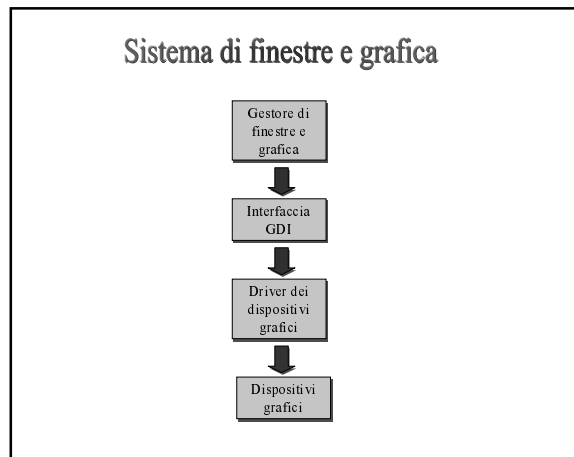 Sistema di finestre e grafica
Gestore di
finestre e
grafica
Interfaccia
GDI
Driver dei
dispositivi
grafici
Dispositivi
grafici